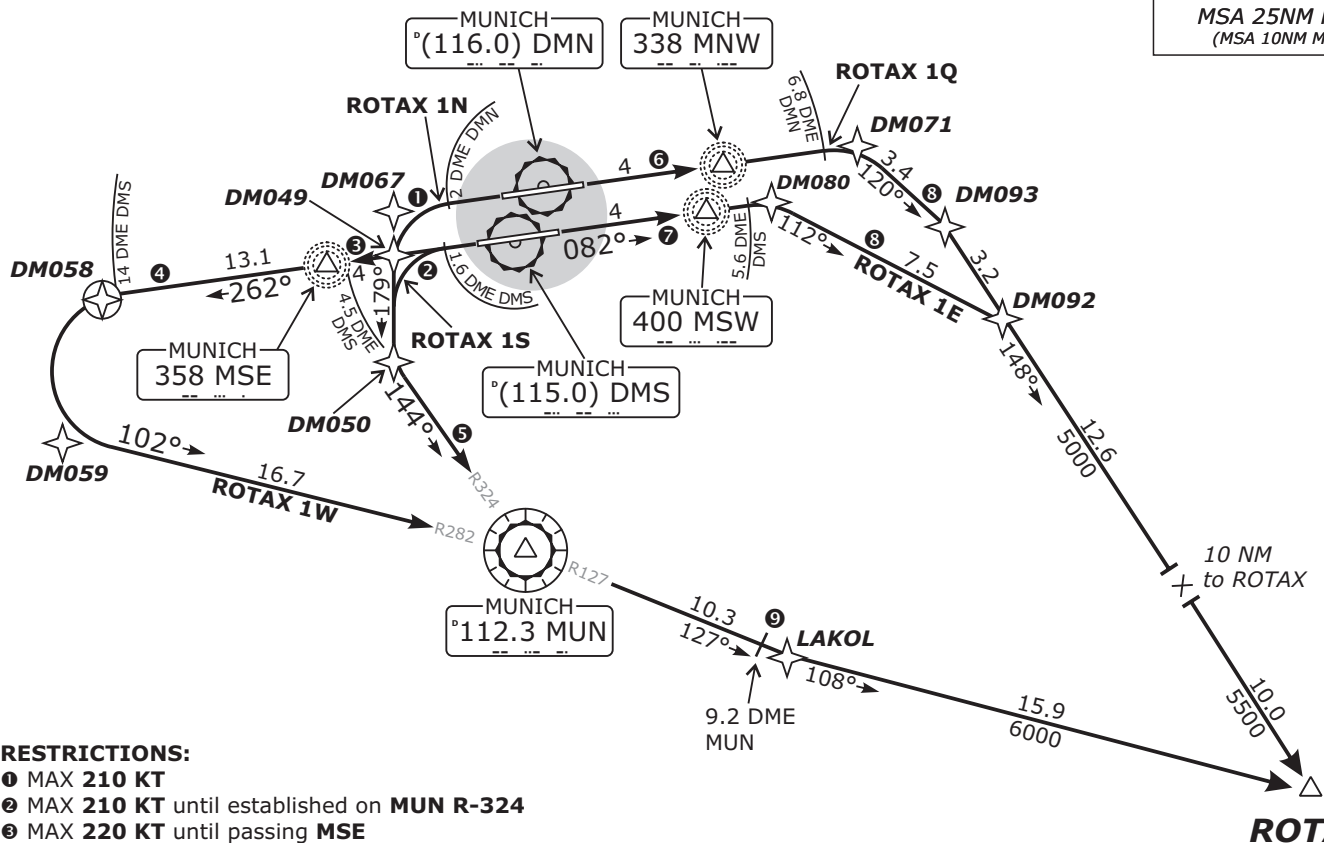 MSA 25NM
(MSA 10NM M
MUNICH
D(116.0) DMN
MUNICH
338 MNW
ROTAX 1N
2 DME DMN
6.8 DME
DMN
ROTAX 1Q
DM071
3.4
120°
❽
DM093
3.2
DM067
❶
4
❻
DM049
DM080
4
082°
❼
5.6 DME
DMS
112°
❽
7.5
ROTAX 1E
DM092
14 DME DMS
DM058
❹
13.1
262°
❸
4
❷
179°
4.5 DME
DMS
1.6 DME DMS
ROTAX 1S
MUNICH
358 MSE
MUNICH
D(115.0) DMS
MUNICH
400 MSW
148°
12.6
5000
DM050
144°
❺
R324
DM059
102°
16.7
ROTAX 1W
R282
R127
MUNICH
D112.3 MUN
10.3
127°
❾
LAKOL
108°
9.2 DME
MUN
15.9
6000
10 NM
to ROTAX
10.0
5500
ROT
RESTRICTIONS:
❶ MAX 210 KT
❷ MAX 210 KT until established on MUN R-324
❸ MAX 220 KT until passing MSE